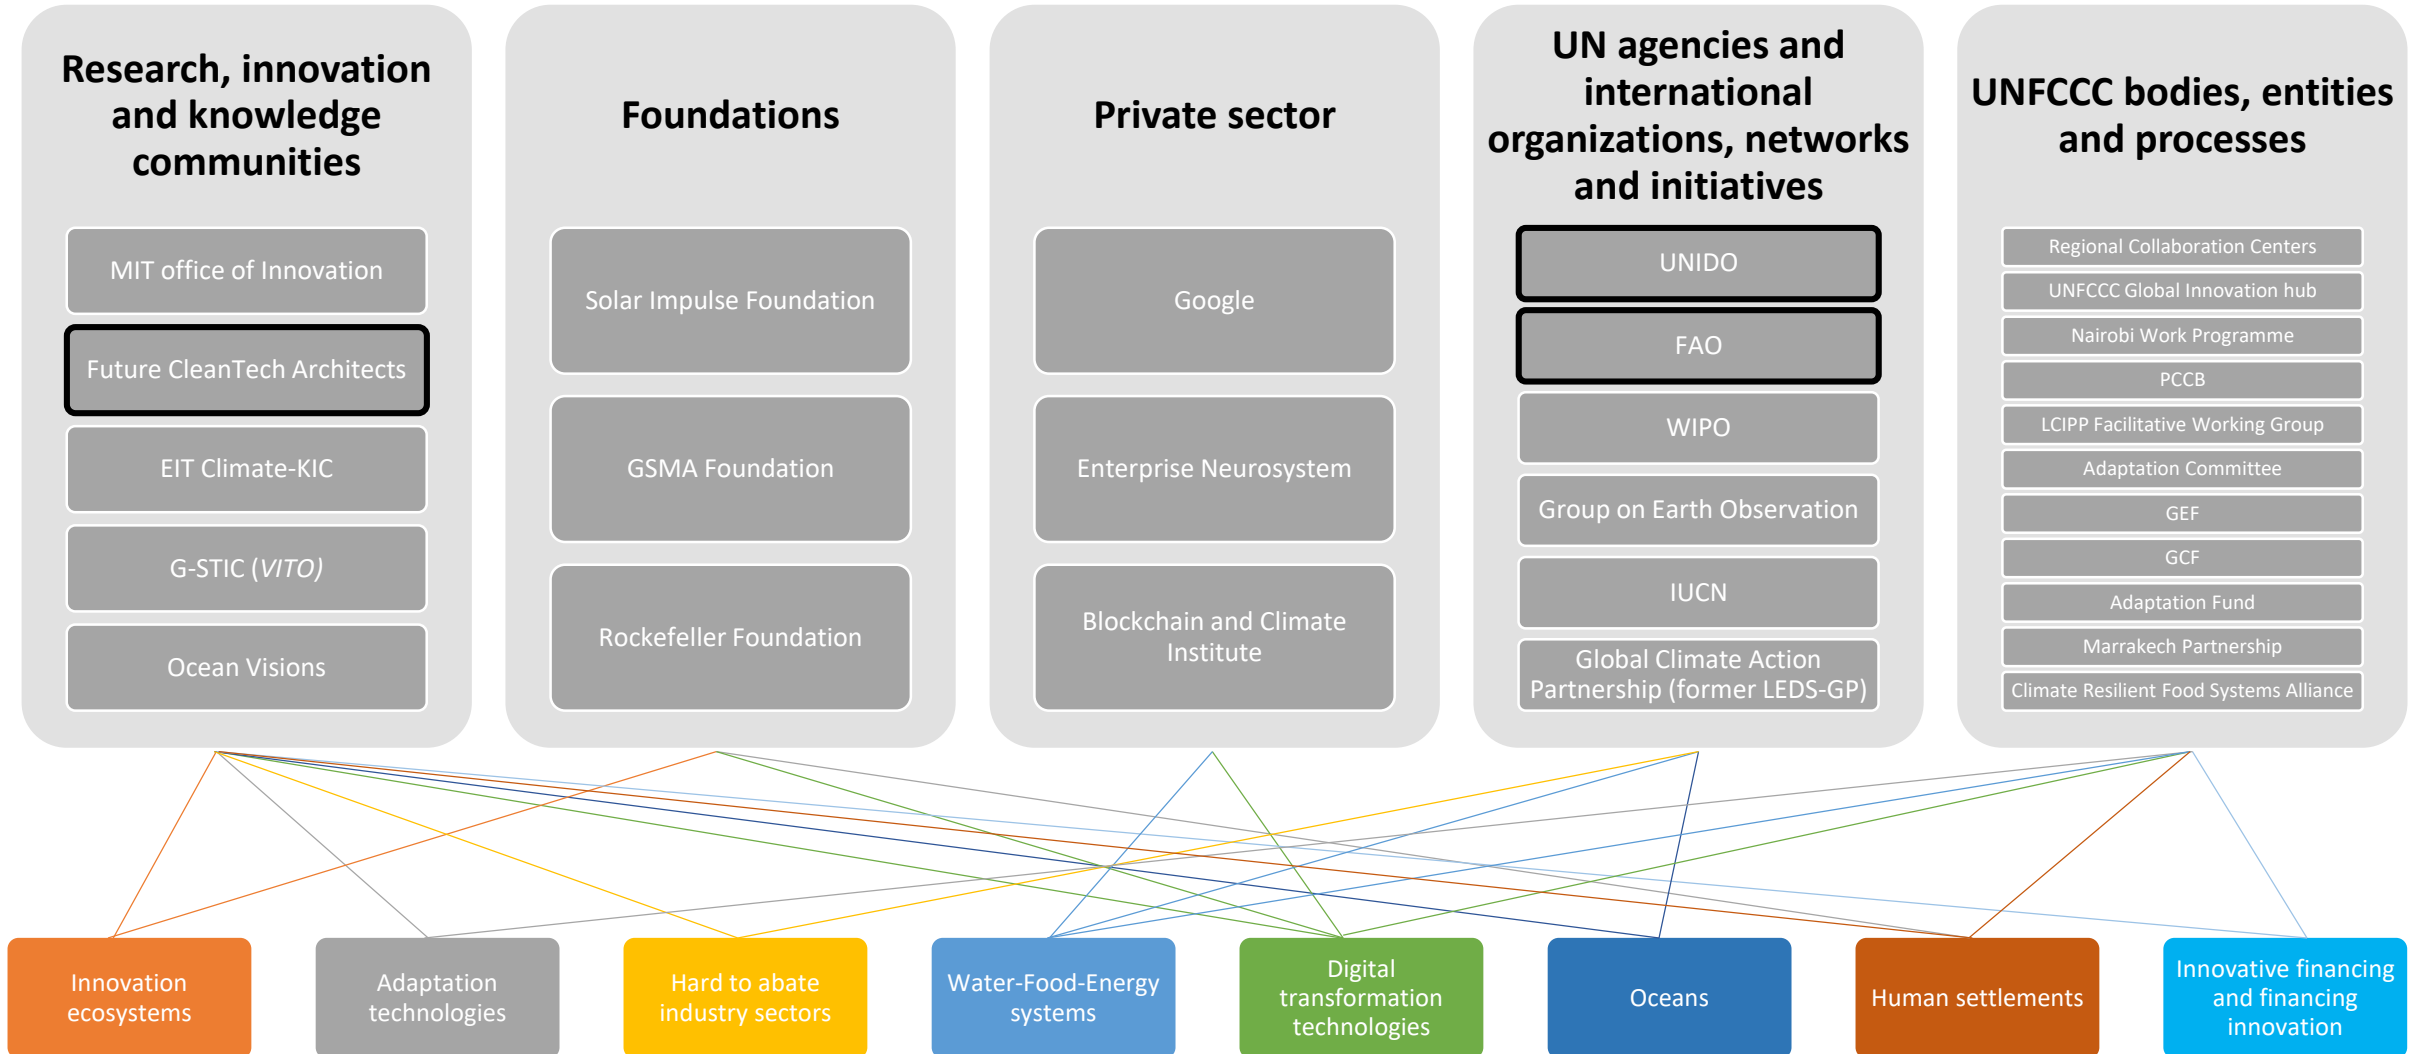 Research, innovation
and knowledge
communities
MIT office of Innovation
Future CleanTech Architects
EIT Climate-KIC
G-STIC (VITO)
Ocean Visions
Foundations
Solar Impulse Foundation
GSMA Foundation
Rockefeller Foundation
Private sector
Google
Enterprise Neurosystem
Blockchain and Climate
Institute
UN agencies and
international
organizations, networks
and initiatives
UNIDO
FAO
WIPO
Group on Earth Observation
IUCN
Global Climate Action
Partnership (former LEDS-GP)
UNFCCC bodies, entities
and processes
Regional Collaboration Centers
UNFCCC Global Innovation hub
Nairobi Work Programme
PCCB
LCIPP Facilitative Working Group
Adaptation Committee
GEF
GCF
Adaptation Fund
Marrakech Partnership
Climate Resilient Food Systems Alliance
Innovation
ecosystems
Adaptation
technologies
Hard to abate
industry sectors
Water-Food-Energy
systems
Digital
transformation
technologies
Oceans
Human settlements
Innovative financing
and financing
innovation